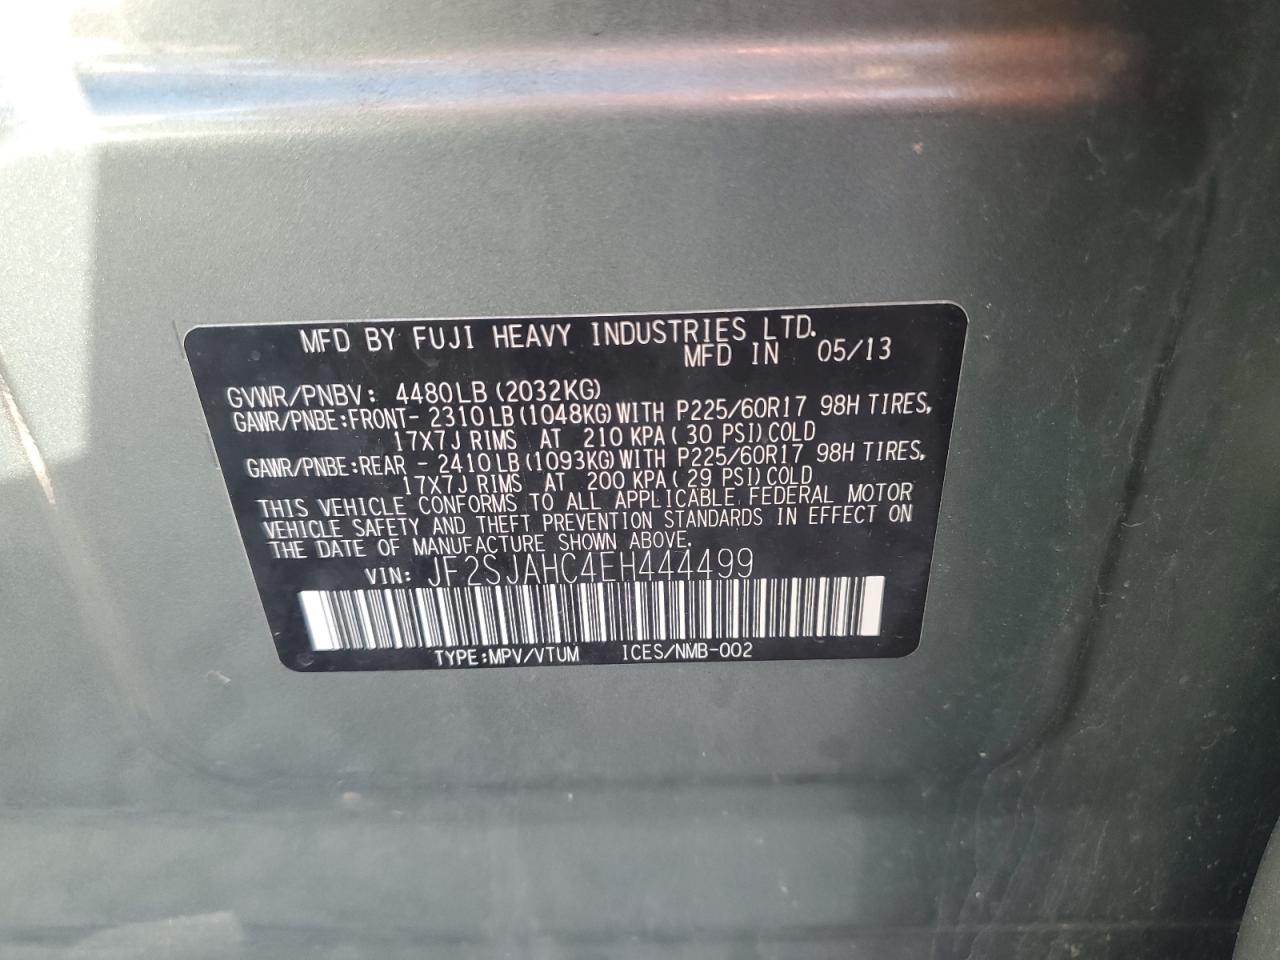 MFD BY FUJI HEAVY INDUSTRIES LTD.
MFD IN 05/13
GVWR/PNBV: 4480LB (2032KG)
GAWR/PNBE:FRONT- 2310LB (1048KG) WITH P225/60R17 98H TIRES,
17X7J RIMS AT 210 KPA ( 30 PSI) COLD
GAWR/PNBE:REAR - 2410LB (1093KG) WITH P225/60R17 98H TIRES,
17X7J RIMS AT 200 KPA ( 29 PSI) COLD
THIS VEHICLE CONFORMS TO ALL APPLICABLE FEDERAL MOTOR
VEHICLE SAFETY AND THEFT PREVENTION STANDARDS IN EFFECT ON
THE DATE OF MANUFACTURE SHOWN ABOVE.
VIN: JF2SJAHC4EH444499
TYPE:MPV/VTUM ICES/NMB-002